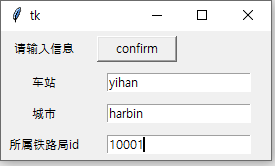 tk
请输入信息 confirm
车站 yihan
城市 harbin
所属铁路局id 10001